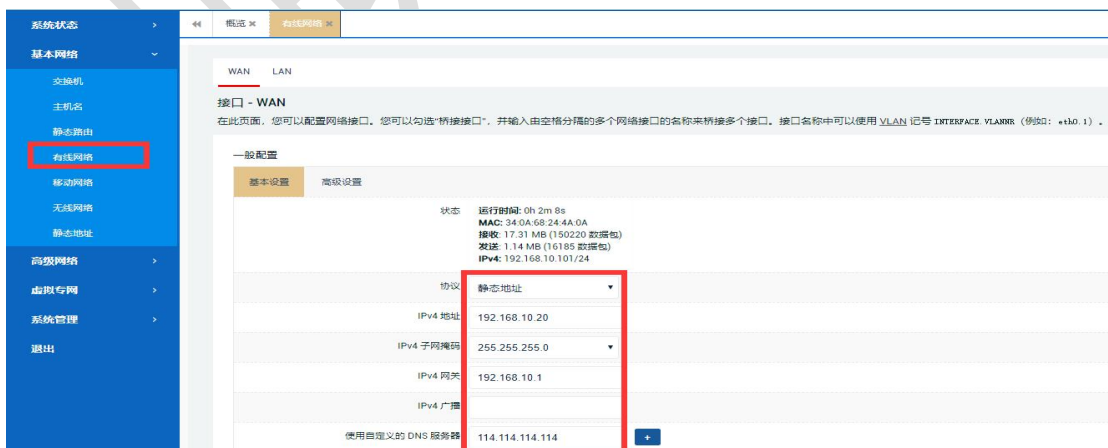 系统状态
基本网络
交换机
主机名
静态路由
有线网络
移动网络
无线网络
静态地址
高级网络
虚拟专网
系统管理
退出
概览 有线网络
WAN LAN
接口 - WAN
在此页面，您可以配置网络接口。您可以勾选“桥接接口”，并输入由空格分隔的多个网络接口的名称来桥接多个接口。接口名称中可以使用 VLAN 记号 INTERFACE.VLANNR（例如：eth0.1）。
一般配置
基本设置 高级设置
状态 运行时间: 0h 2m 8s
MAC: 34:0A:68:24:4A:0A
接收: 17.31 MB (150220 数据包)
发送: 1.14 MB (16185 数据包)
IPv4: 192.168.10.101/24
协议 静态地址
IPv4 地址 192.168.10.20
IPv4 子网掩码 255.255.255.0
IPv4 网关 192.168.10.1
IPv4 广播
使用自定义的 DNS 服务器 114.114.114.114 +